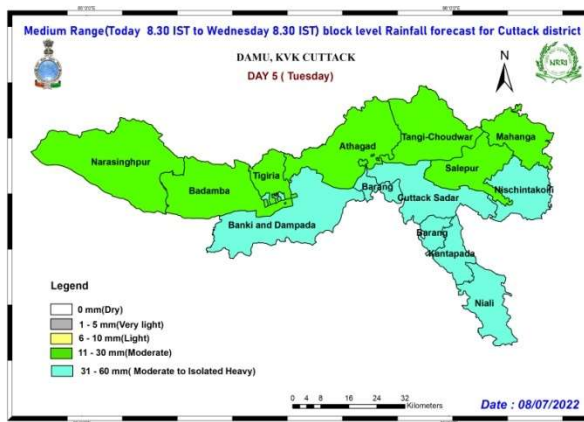 Medium Range(Today 8.30 IST to Wednesday 8.30 IST) block level Rainfall forecast for Cuttack district
DAMU, KVK CUTTACK
DAY 5 ( Tuesday)
N
NRRI
Narasinghpur
Badamba
Tigiria
Athagad
Tangi-Choudwar
Mahanga
Salepur
Nischintakoili
Barang
Cuttack Sadar
Banki and Dampada
Barang
Kantapada
Niali
Legend
0 mm(Dry)
1 - 5 mm(Very light)
6 - 10 mm(Light)
11 - 30 mm(Moderate)
31 - 60 mm( Moderate to Isolated Heavy)
0 4 8 16 24 32
Kilometers
Date : 08/07/2022